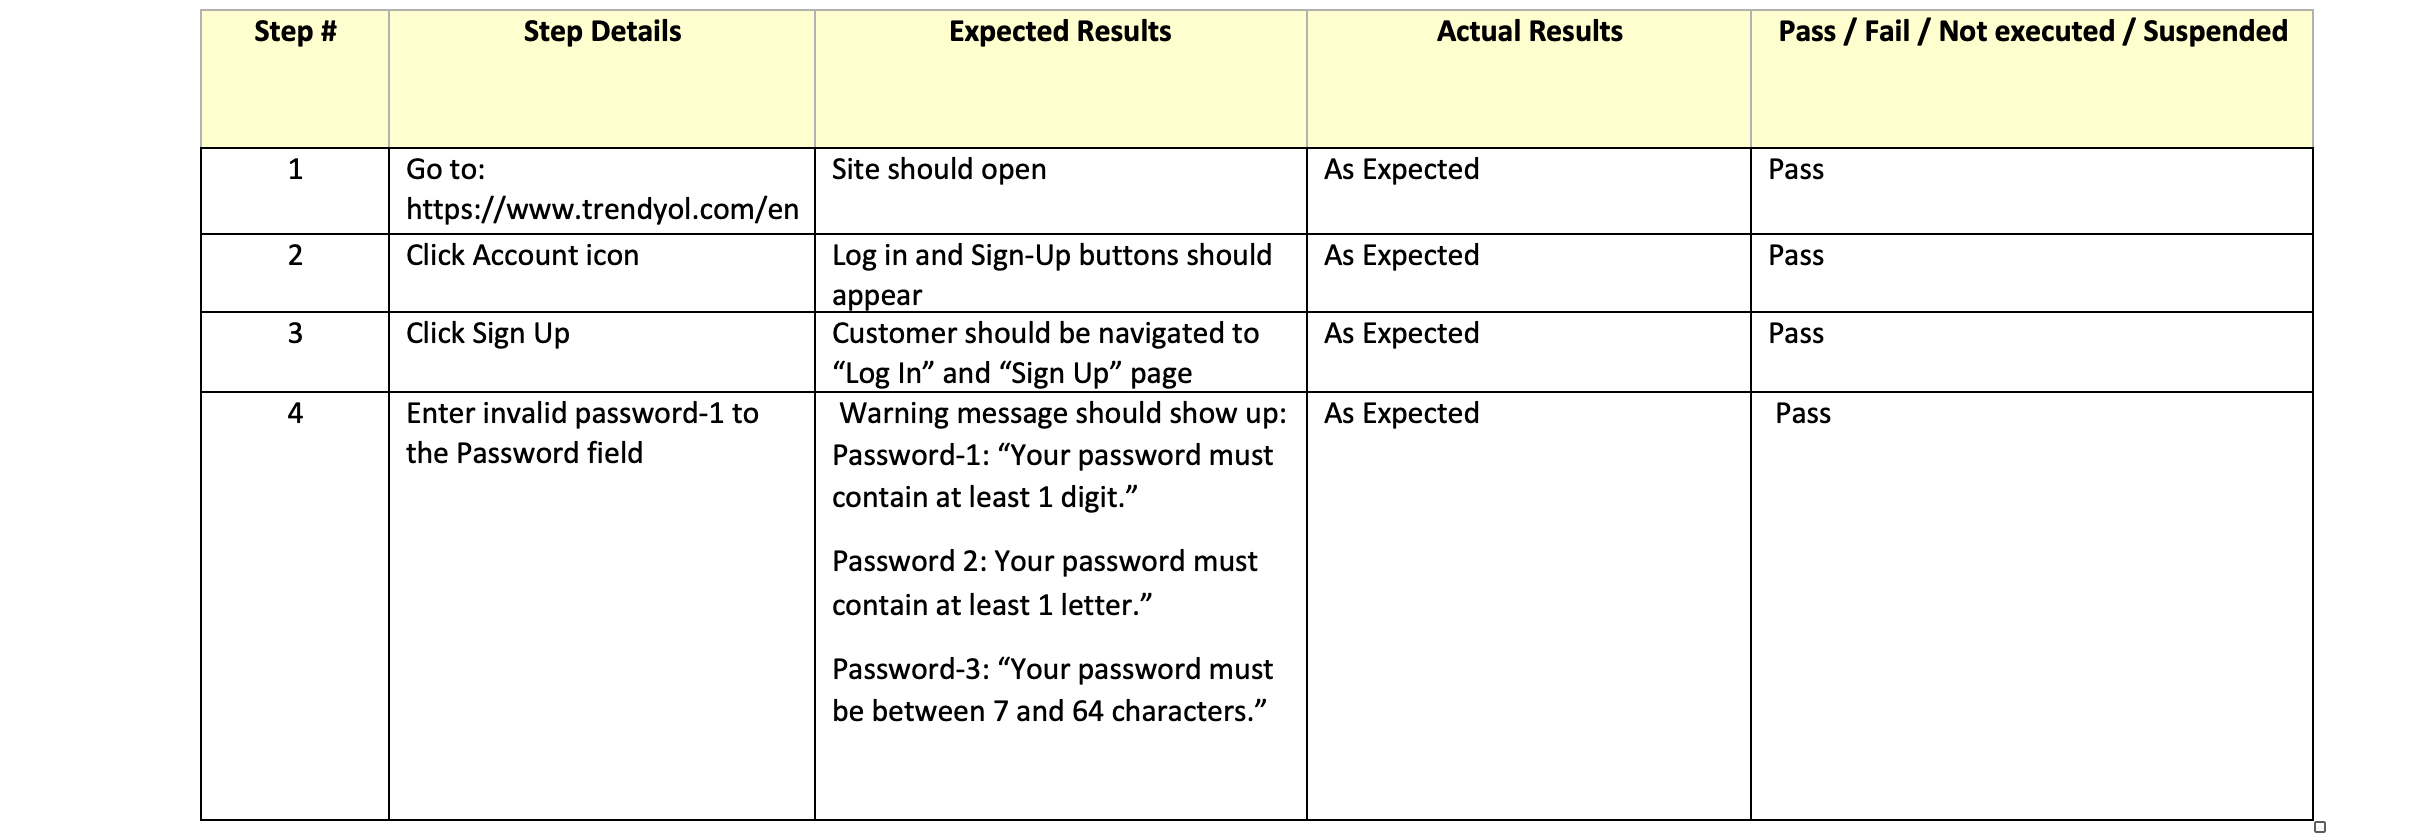 Step # Step Details Expected Results Actual Results Pass / Fail / Not executed / Suspended
1 Go to: Site should open As Expected Pass
https://www.trendyol.com/en
2 Click Account icon Log in and Sign-Up buttons should As Expected Pass
appear
3 Click Sign Up Customer should be navigated to As Expected Pass
“Log In” and “Sign Up” page
4 Enter invalid password-1 to Warning message should show up: As Expected Pass
the Password field Password-1: “Your password must
contain at least 1 digit.”
Password 2: Your password must
contain at least 1 letter.”
Password-3: “Your password must
be between 7 and 64 characters.”